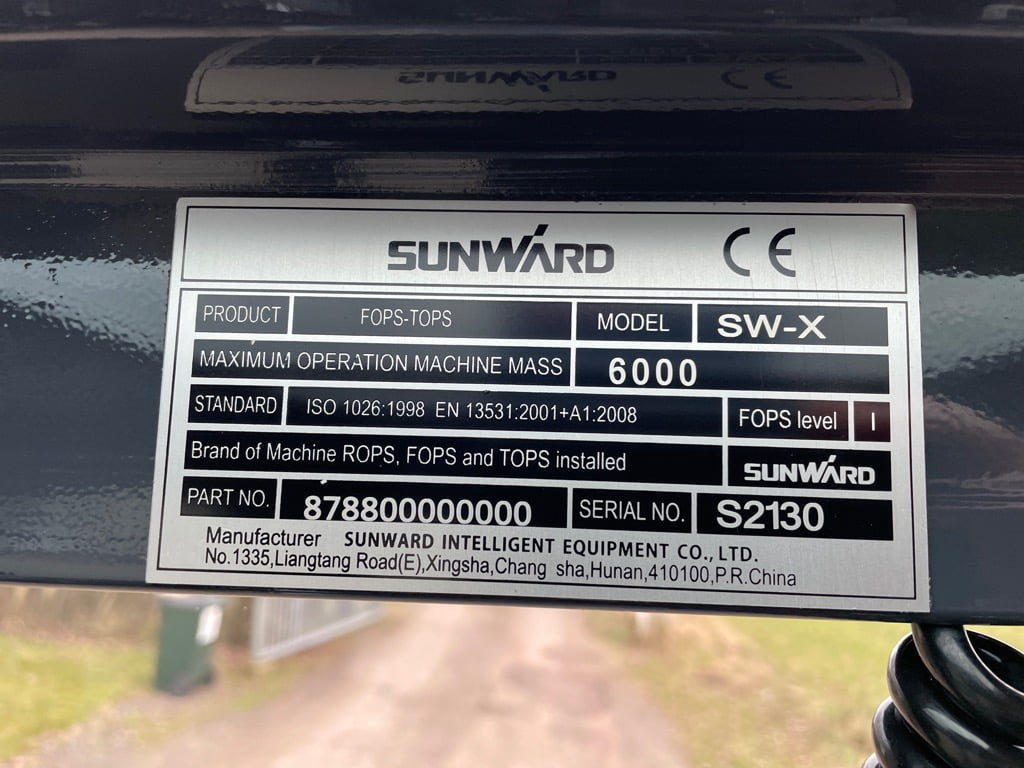 SUNWARD CE
PRODUCT FOPS-TOPS MODEL SW-X
MAXIMUM OPERATION MACHINE MASS 6000
STANDARD ISO 1026:1998 EN 13531:2001+A1:2008 FOPS level I
Brand of Machine ROPS, FOPS and TOPS installed SUNWARD
PART NO. 878800000000 SERIAL NO. S2130
Manufacturer SUNWARD INTELLIGENT EQUIPMENT CO., LTD.
No.1335,Liangtang Road(E),Xingsha,Chang sha,Hunan,410100,P.R.China